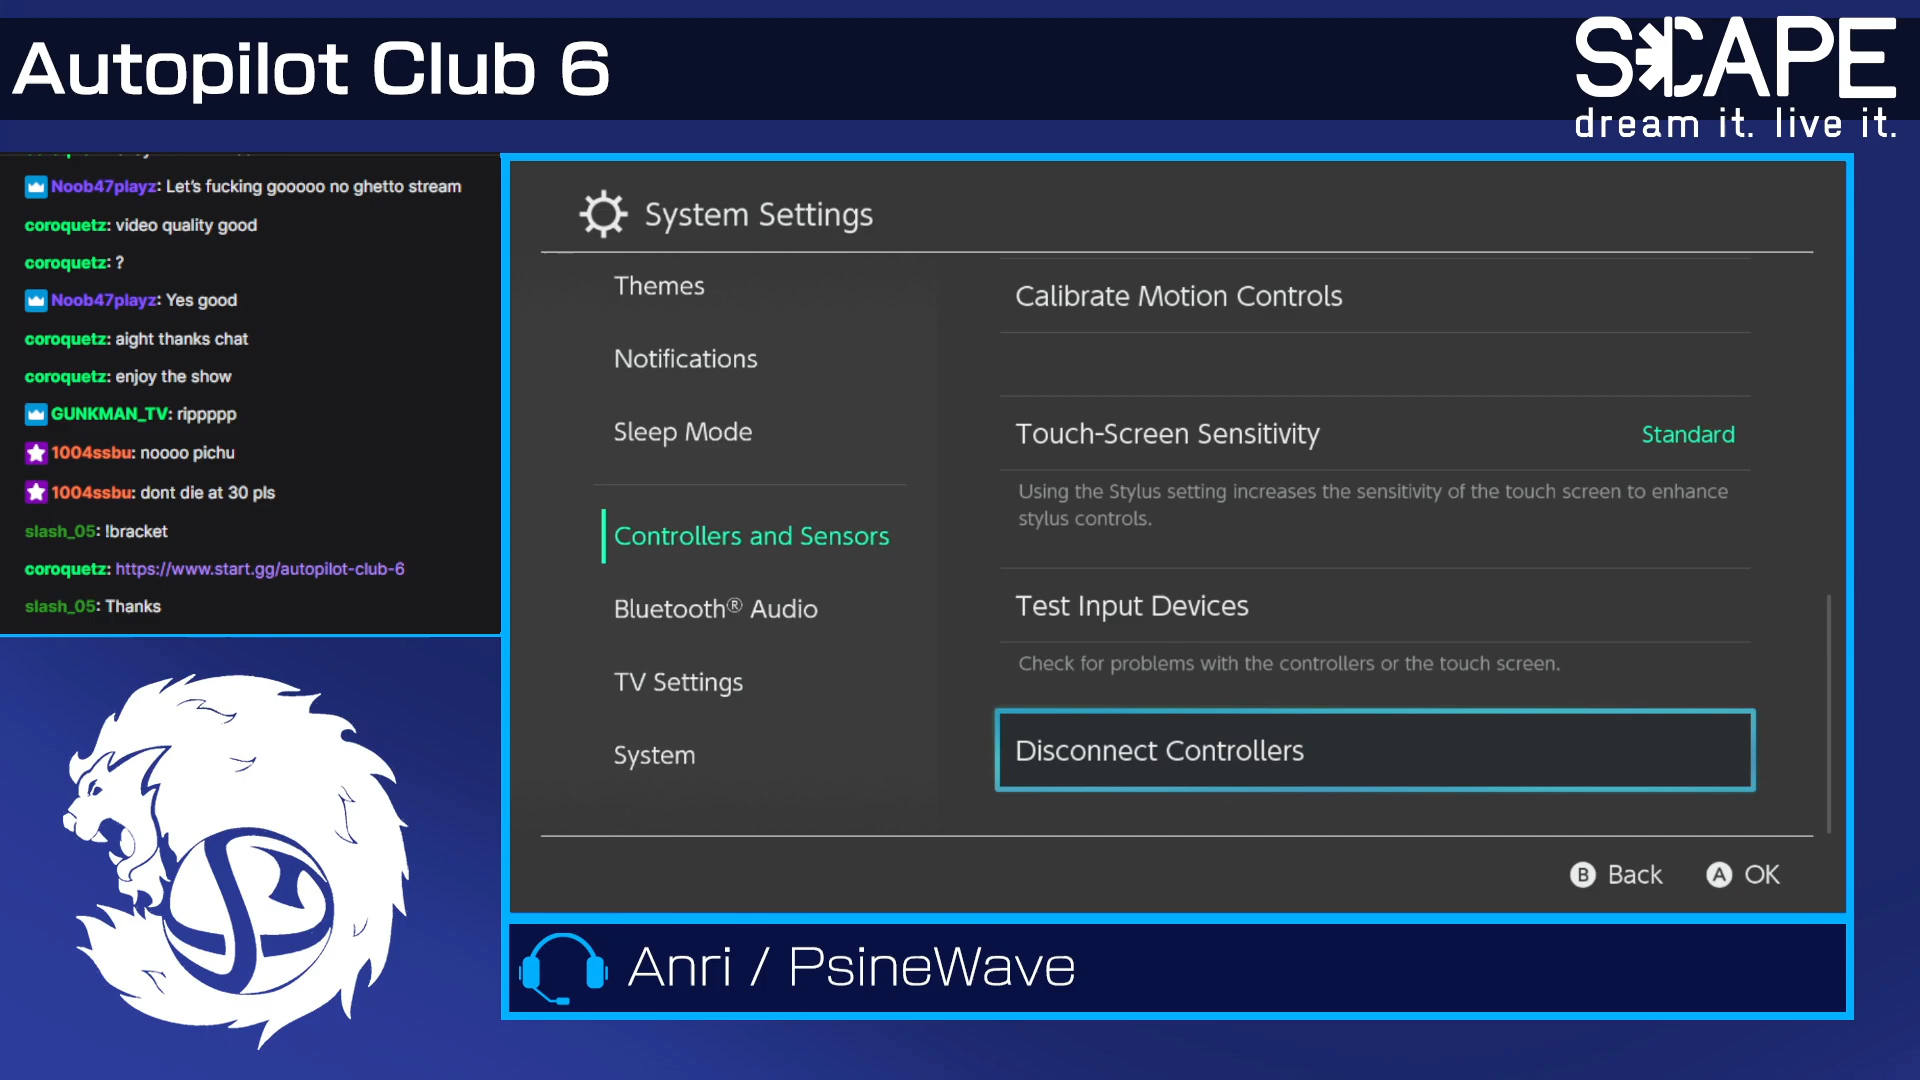 Autopilot Club 6
SCAPE
dream it. live it.
Noob47playz: Let's fucking gooooo no ghetto stream
coroquetz: video quality good
coroquetz: ?
Noob47playz: Yes good
coroquetz: aight thanks chat
coroquetz: enjoy the show
GUNKMAN_TV: rippppp
1004ssbu: noooo pichu
1004ssbu: dont die at 30 pls
slash_05: !bracket
coroquetz: https://www.start.gg/autopilot-club-6
slash_05: Thanks
System Settings
Themes
Notifications
Sleep Mode
Controllers and Sensors
Bluetooth® Audio
TV Settings
System
Calibrate Motion Controls
Touch-Screen Sensitivity Standard
Using the Stylus setting increases the sensitivity of the touch screen to enhance
stylus controls.
Test Input Devices
Check for problems with the controllers or the touch screen.
Disconnect Controllers
B Back A OK
Anri / PsineWave